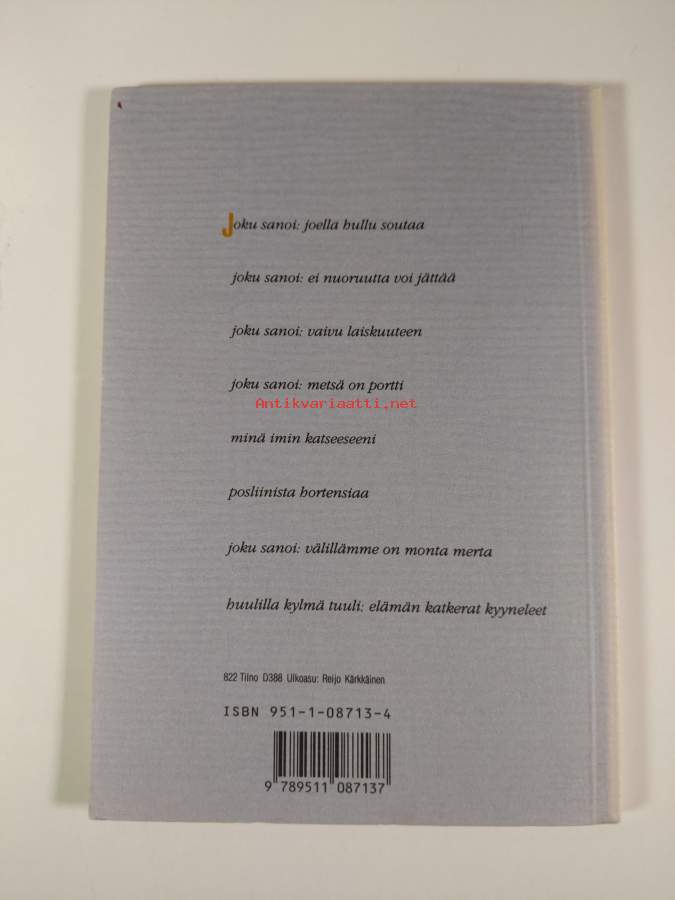 Joku sanoi: joella hullu soutaa
joku sanoi: ei nuoruutta voi jättää
joku sanoi: vaivu laiskuuteen
joku sanoi: metsä on portti
Antikvariaatti.net
minä imin katseeseeni
posliinista hortensiaa
joku sanoi: välillämme on monta merta
huulilla kylmä tuuli: elämän katkerat kyyneleet
822 Tilno D388 Ulkoasu: Reijo Kärkkäinen
ISBN 951-1-08713-4
9 789511 087137